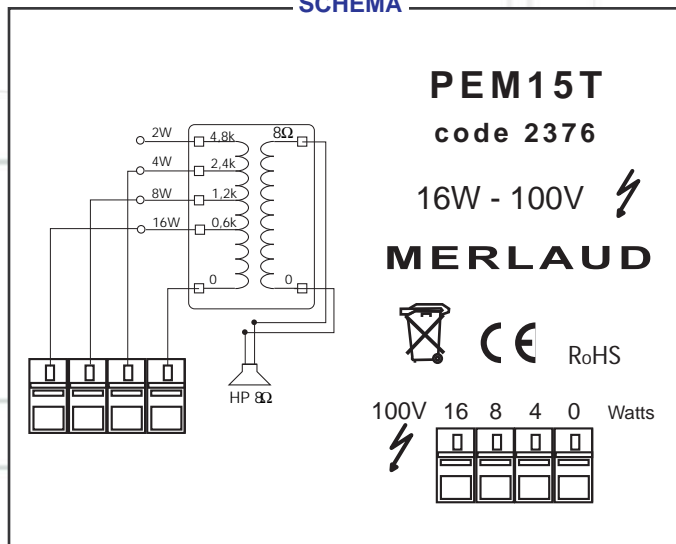 SCHEMA
2W
4W
8W
16W
4,8k
2,4k
1,2k
0,6k
0
8Ω
0
HP 8Ω
PEM15T
code 2376
16W - 100V
MERLAUD
CE RoHS
100V 16 8 4 0 Watts